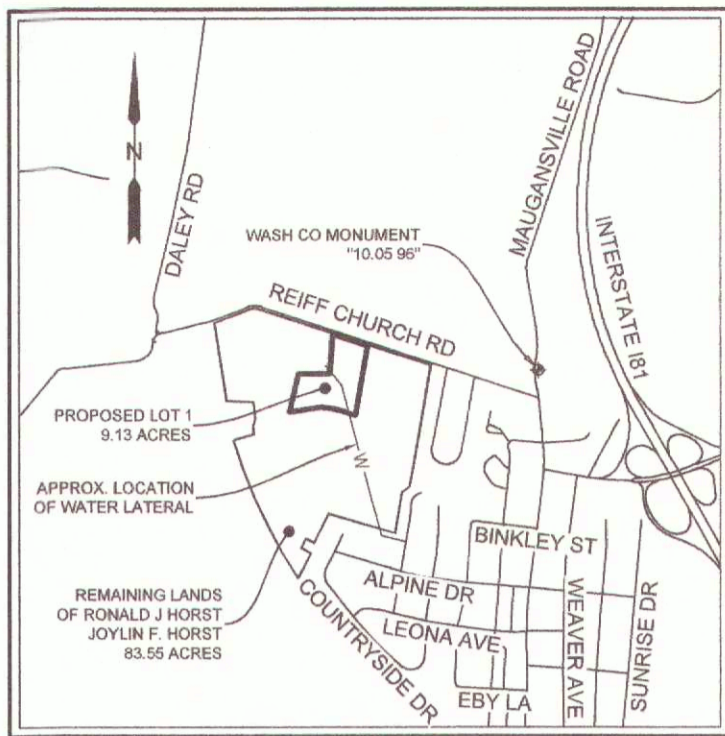 N
DALEY RD
MAUGANSVILLE ROAD
INTERSTATE I81
WASH CO MONUMENT
"10.05 96"
REIFF CHURCH RD
PROPOSED LOT 1
9.13 ACRES
APPROX. LOCATION
OF WATER LATERAL
W
REMAINING LANDS
OF RONALD J HORST
JOYLIN F. HORST
83.55 ACRES
BINKLEY ST
ALPINE DR
LEONA AVE
EBY LA
COUNTRYSIDE DR
WEAVER AVE
SUNRISE DR